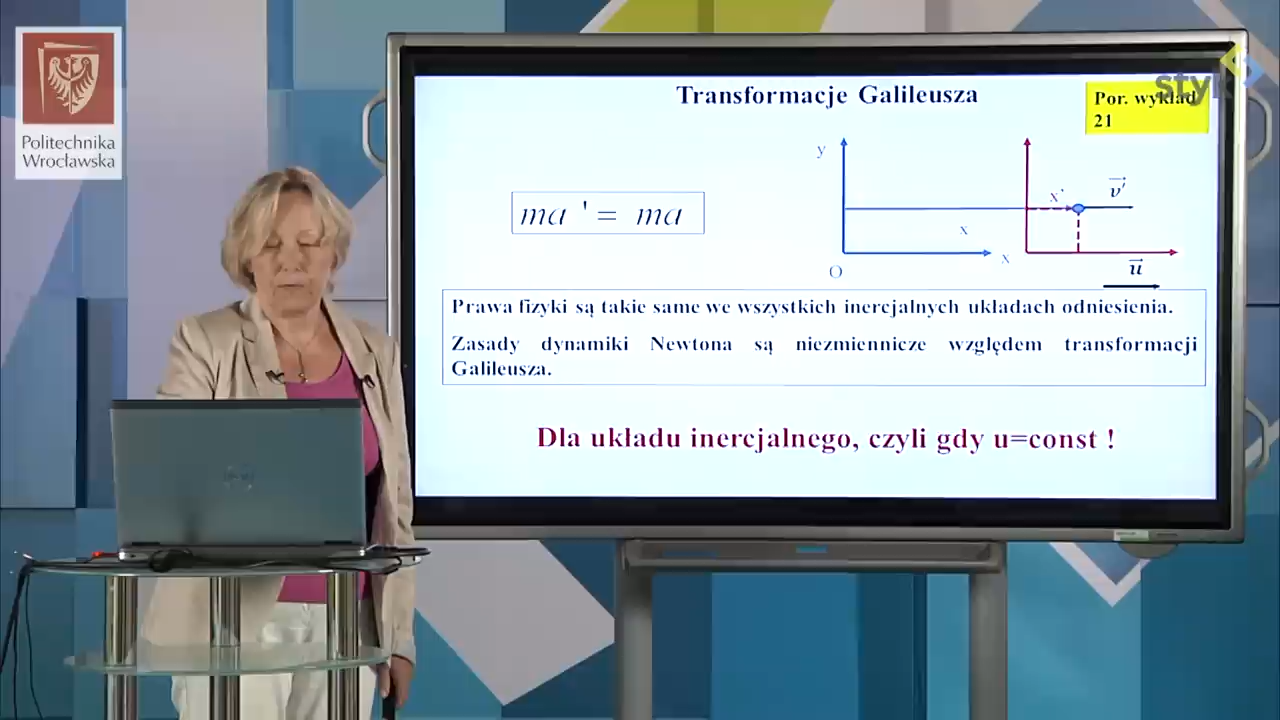 Politechnika
Wrocławska
Transformacje Galileusza
Por. wykład
21
styk
y
x'
v'
ma ' = ma
x
x
O
u
Prawa fizyki są takie same we wszystkich inercjalnych układach odniesienia.
Zasady dynamiki Newtona są niezmiennicze względem transformacji
Galileusza.
Dla układu inercjalnego, czyli gdy u=const !